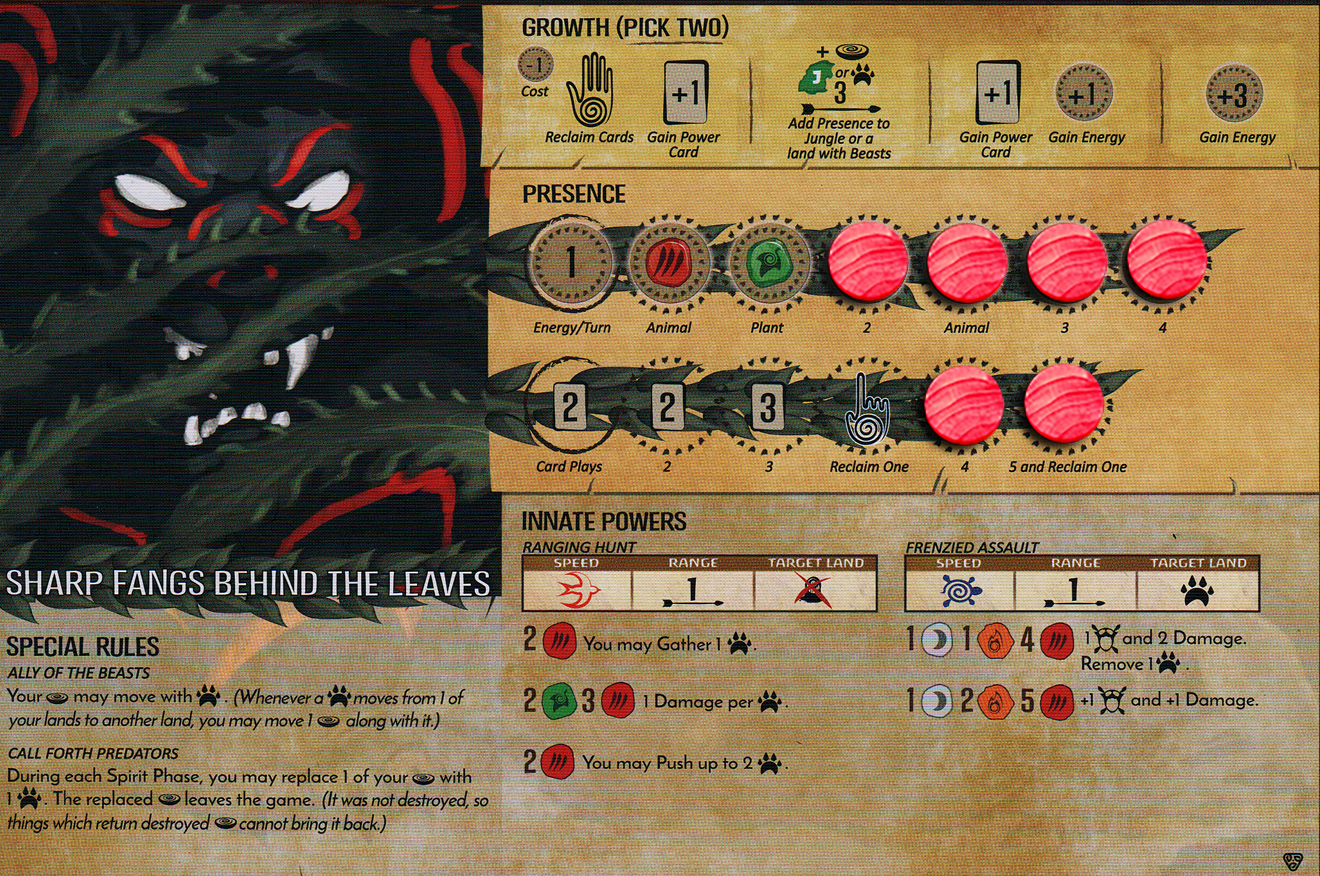 GROWTH (PICK TWO)
-1
Cost
Reclaim Cards
+1
Gain Power
Card
+
J or
3
Add Presence to
Jungle or a
land with Beasts
+1
Gain Power
Card
+1
Gain Energy
+3
Gain Energy
PRESENCE
1
Energy/Turn Animal Plant 2 Animal 3 4
2 2 3
Card Plays 2 3 Reclaim One 4 5 and Reclaim One
SHARP FANGS BEHIND THE LEAVES
SPECIAL RULES
ALLY OF THE BEASTS
Your may move with . (Whenever a moves from 1 of
your lands to another land, you may move 1 along with it.)
CALL FORTH PREDATORS
During each Spirit Phase, you may replace 1 of your with
1 . The replaced leaves the game. (It was not destroyed, so
things which return destroyed cannot bring it back.)
INNATE POWERS
RANGING HUNT
SPEED RANGE TARGET LAND
1
2 You may Gather 1 .
2 3 1 Damage per .
2 You may Push up to 2 .
FRENZIED ASSAULT
SPEED RANGE TARGET LAND
1
1 1 4 1 and 2 Damage.
Remove 1 .
1 2 5 +1 and +1 Damage.